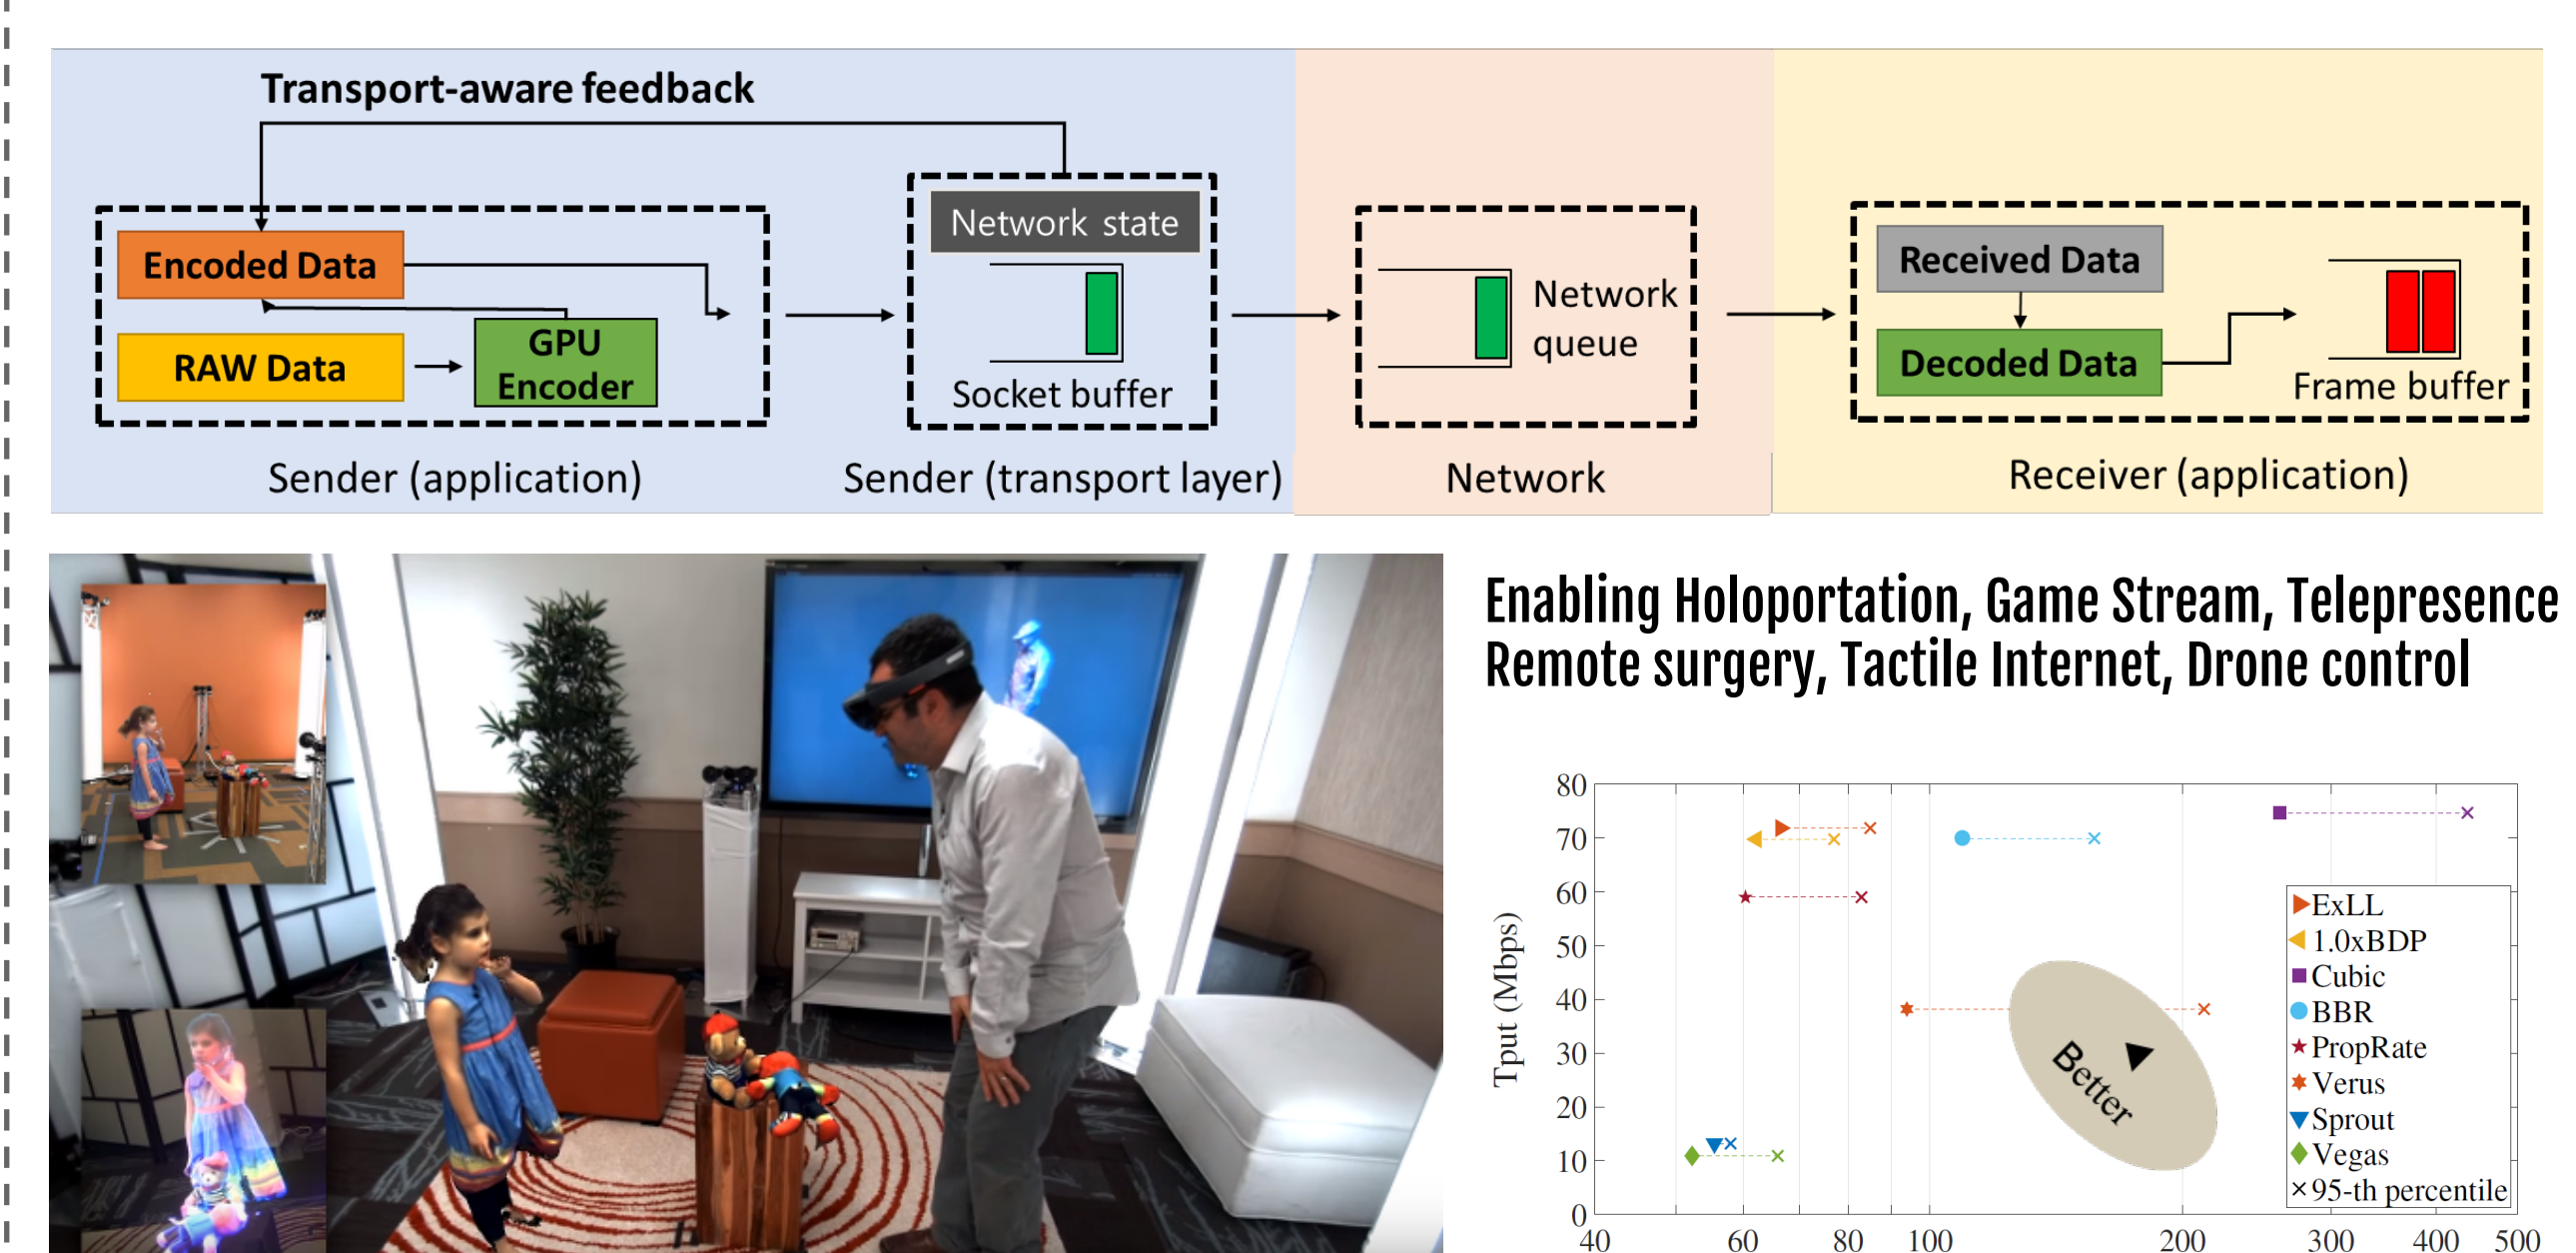 Transport-aware feedback
Network state
Encoded Data
RAW Data
GPU
Encoder
Socket buffer
Network
queue
Received Data
Decoded Data
Frame buffer
Sender (application)
Sender (transport layer)
Network
Receiver (application)
Enabling Holoportation, Game Stream, Telepresence
Remote surgery, Tactile Internet, Drone control
Tput (Mbps)
80
70
60
50
40
30
20
10
0
40 60 80 100 200 300 400 500
Better
ExLL
1.0xBDP
Cubic
BBR
PropRate
Verus
Sprout
Vegas
× 95-th percentile